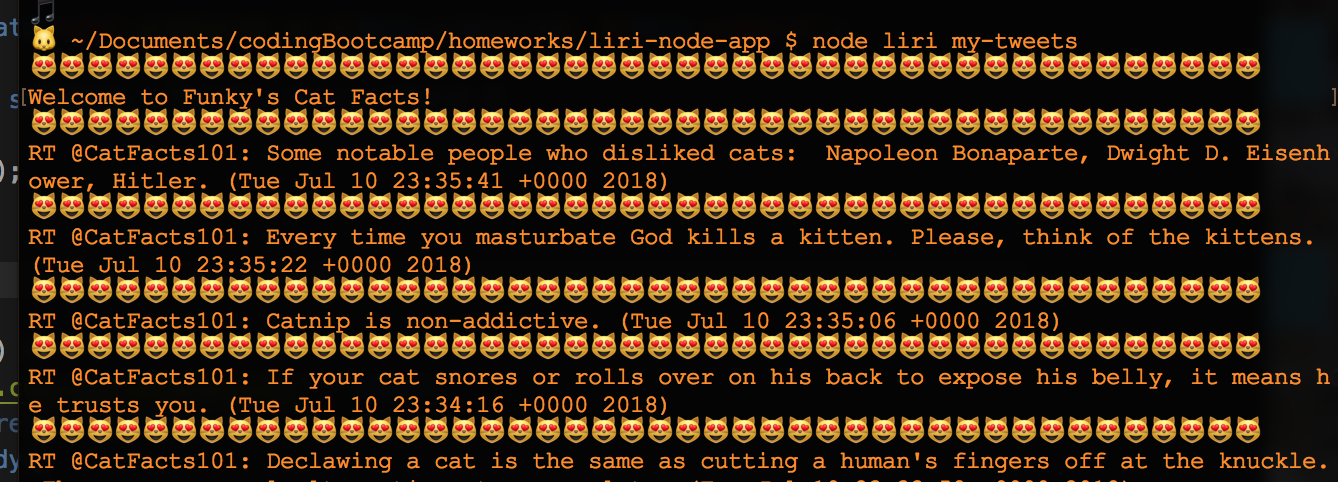 ~/Documents/codingBootcamp/homeworks/liri-node-app $ node liri my-tweets
Welcome to Funky's Cat Facts!
RT @CatFacts101: Some notable people who disliked cats:  Napoleon Bonaparte, Dwight D. Eisenh
ower, Hitler. (Tue Jul 10 23:35:41 +0000 2018)
RT @CatFacts101: Every time you masturbate God kills a kitten. Please, think of the kittens.
(Tue Jul 10 23:35:22 +0000 2018)
RT @CatFacts101: Catnip is non-addictive. (Tue Jul 10 23:35:06 +0000 2018)
RT @CatFacts101: If your cat snores or rolls over on his back to expose his belly, it means h
e trusts you. (Tue Jul 10 23:34:16 +0000 2018)
RT @CatFacts101: Declawing a cat is the same as cutting a human's fingers off at the knuckle.